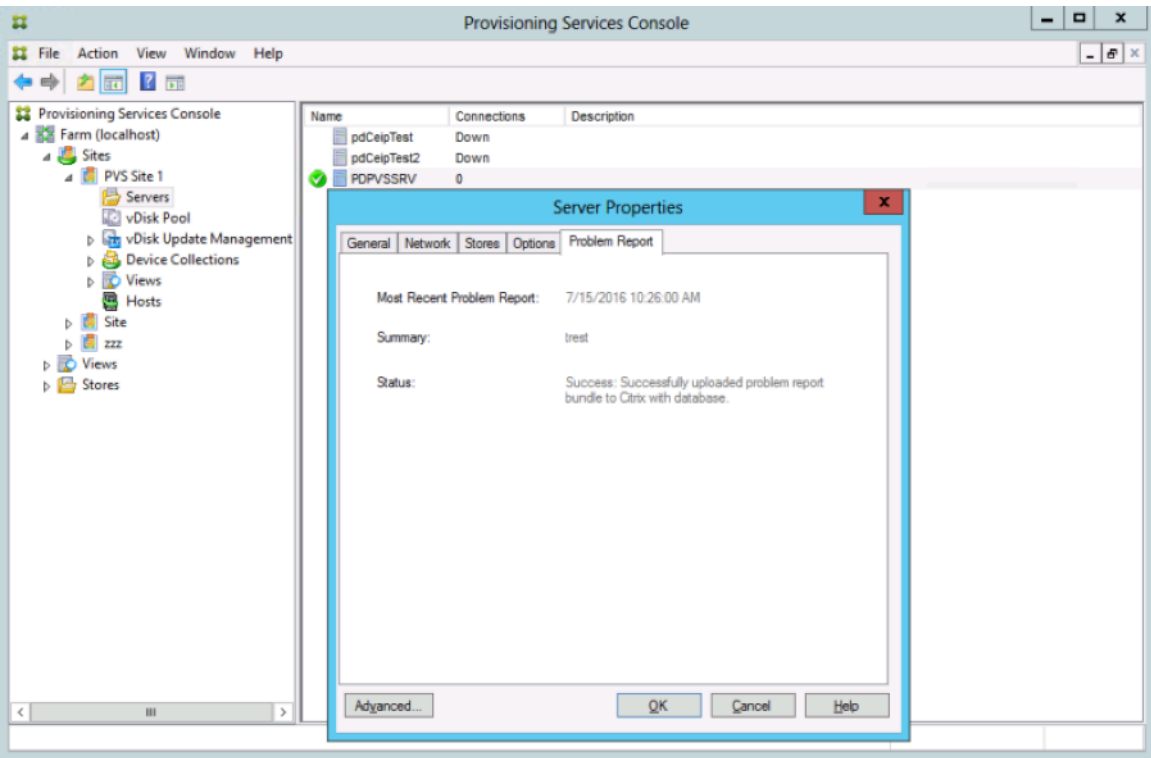 Provisioning Services Console
File Action View Window Help
Provisioning Services Console
Farm (localhost)
Sites
PVS Site 1
Servers
vDisk Pool
vDisk Update Management
Device Collections
Views
Hosts
Site
zzz
Views
Stores
Name Connections Description
pdCeipTest Down
pdCeipTest2 Down
PDPVSSRV 0
Server Properties
General Network Stores Options Problem Report
Most Recent Problem Report: 7/15/2016 10:26:00 AM
Summary: trest
Status: Success: Successfully uploaded problem report
bundle to Citrix with database.
Advanced... OK Cancel Help